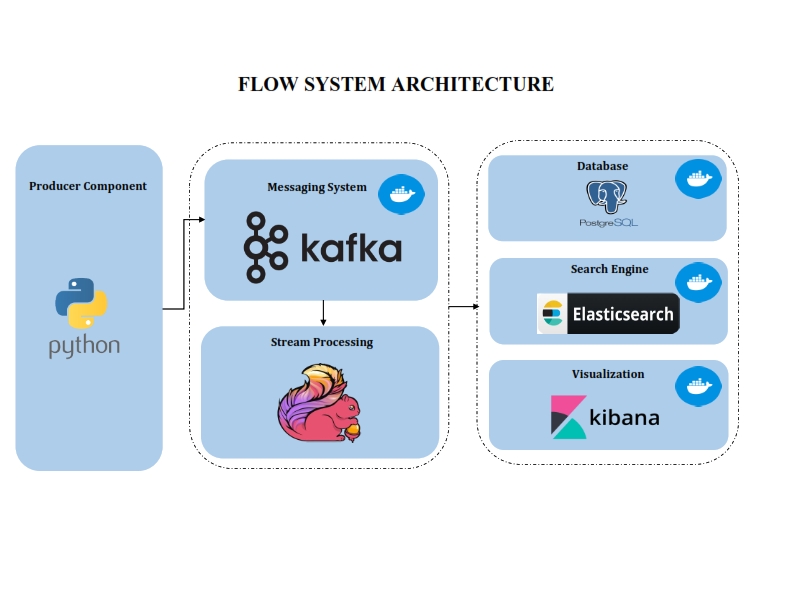 FLOW SYSTEM ARCHITECTURE
Producer Component
python
Messaging System
kafka
Stream Processing
Database
PostgreSQL
Search Engine
Elasticsearch
Visualization
kibana